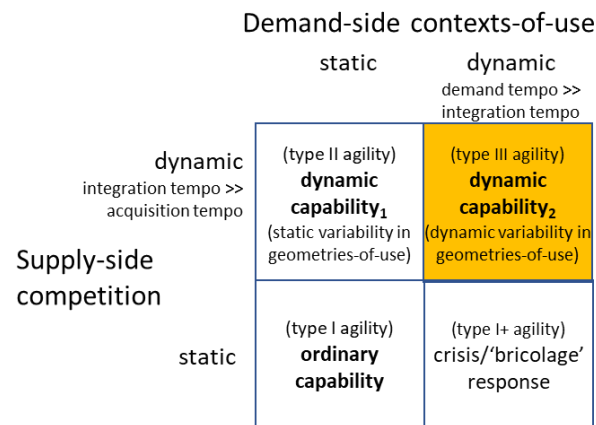 Demand-side contexts-of-use
static
dynamic
demand tempo >>
integration tempo
dynamic
integration tempo >>
acquisition tempo
(type II agility)
dynamic
capability₁
(static variability in
geometries-of-use)
(type III agility)
dynamic
capability₂
(dynamic variability in
geometries-of-use)
Supply-side
competition
static
(type I agility)
ordinary
capability
(type I+ agility)
crisis/‘bricolage’
response